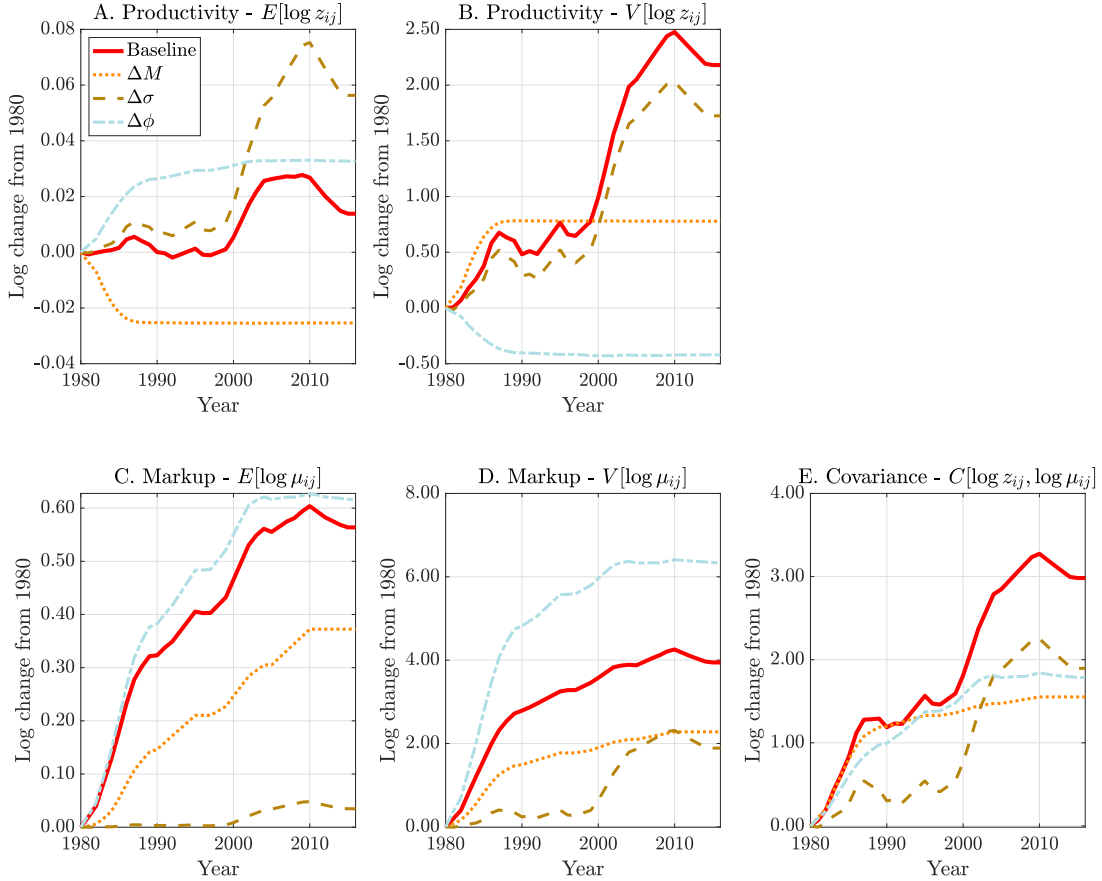 A. Productivity - E[log z_ij]
Log change from 1980
0.08
0.06
0.04
0.02
0.00
-0.02
-0.04
Baseline
ΔM
Δσ
Δϕ
1980 1990 2000 2010
Year
B. Productivity - V[log z_ij]
Log change from 1980
2.50
2.00
1.50
1.00
0.50
0.00
-0.50
1980 1990 2000 2010
Year
C. Markup - E[log μ_ij]
Log change from 1980
0.60
0.50
0.40
0.30
0.20
0.10
0.00
1980 1990 2000 2010
Year
D. Markup - V[log μ_ij]
Log change from 1980
8.00
6.00
4.00
2.00
0.00
1980 1990 2000 2010
Year
E. Covariance - C[log z_ij, log μ_ij]
Log change from 1980
4.00
3.00
2.00
1.00
0.00
1980 1990 2000 2010
Year